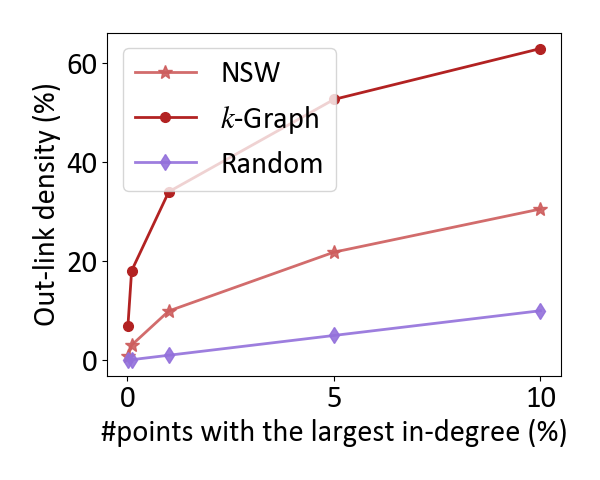 NSW
k-Graph
Random
Out-link density (%)
60
40
20
0
0 5 10
#points with the largest in-degree (%)